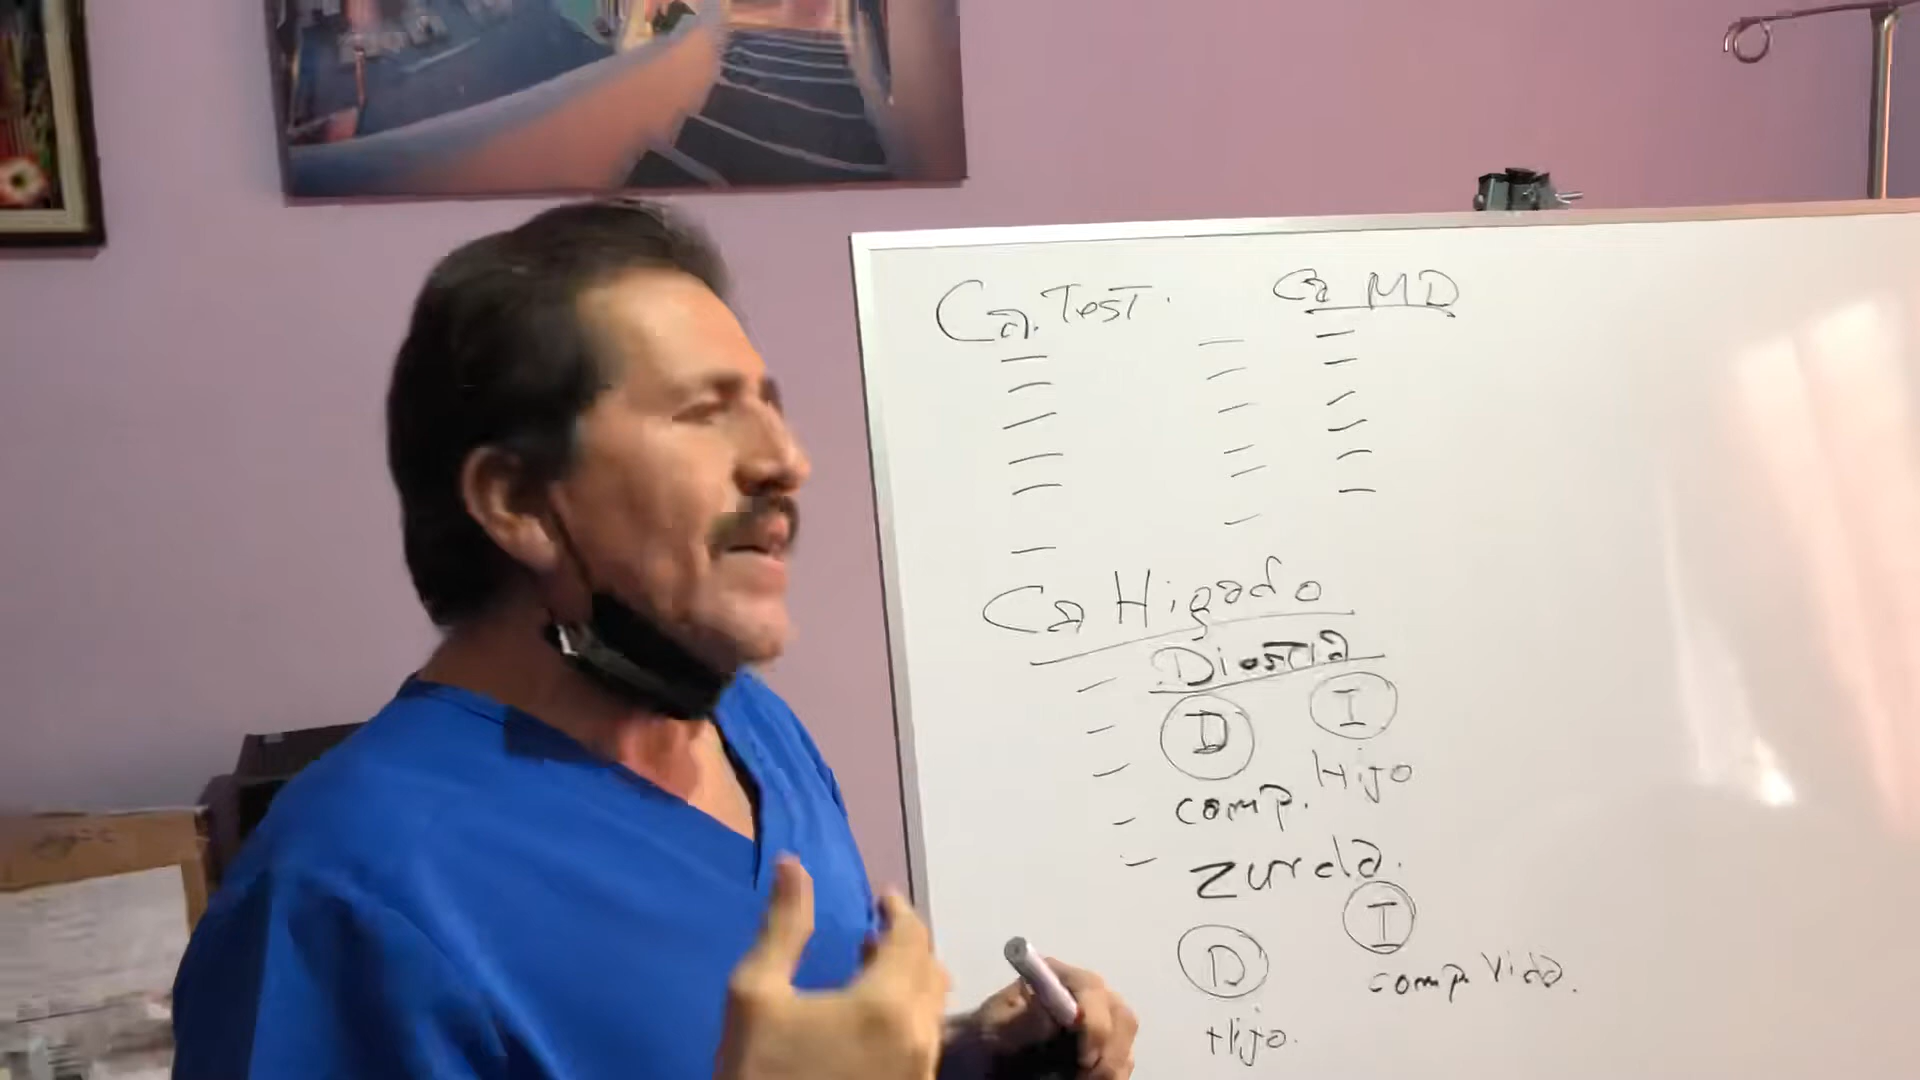 Ca. Test.
Ca MD
Ca Higado
Diestra
D I
comp. Hijo
zurda.
D I
Hijo. comp vida.